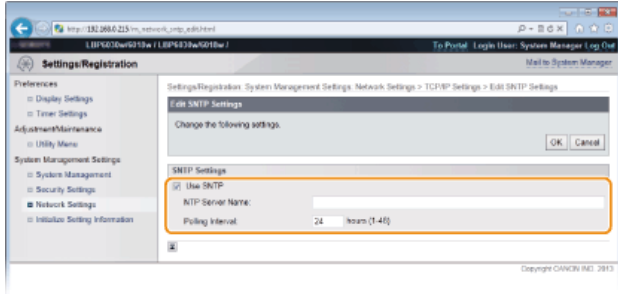 http://192.168.0.215/m_network_sntp_edit.html
LBP6030w/6018w / LBP6030w/6018w /
To Portal Login User: System Manager Log Out
Settings/Registration
Mail to System Manager
Preferences
Display Settings
Timer Settings
Adjustment/Maintenance
Utility Menu
System Management Settings
System Management
Security Settings
Network Settings
Initialize Setting Information
Settings/Registration: System Management Settings: Network Settings > TCP/IP Settings > Edit SNTP Settings
Edit SNTP Settings
Change the following settings.
OK Cancel
SNTP Settings
Use SNTP
NTP Server Name:
Polling Interval: 24 hours (1-48)
Copyright CANON INC. 2013